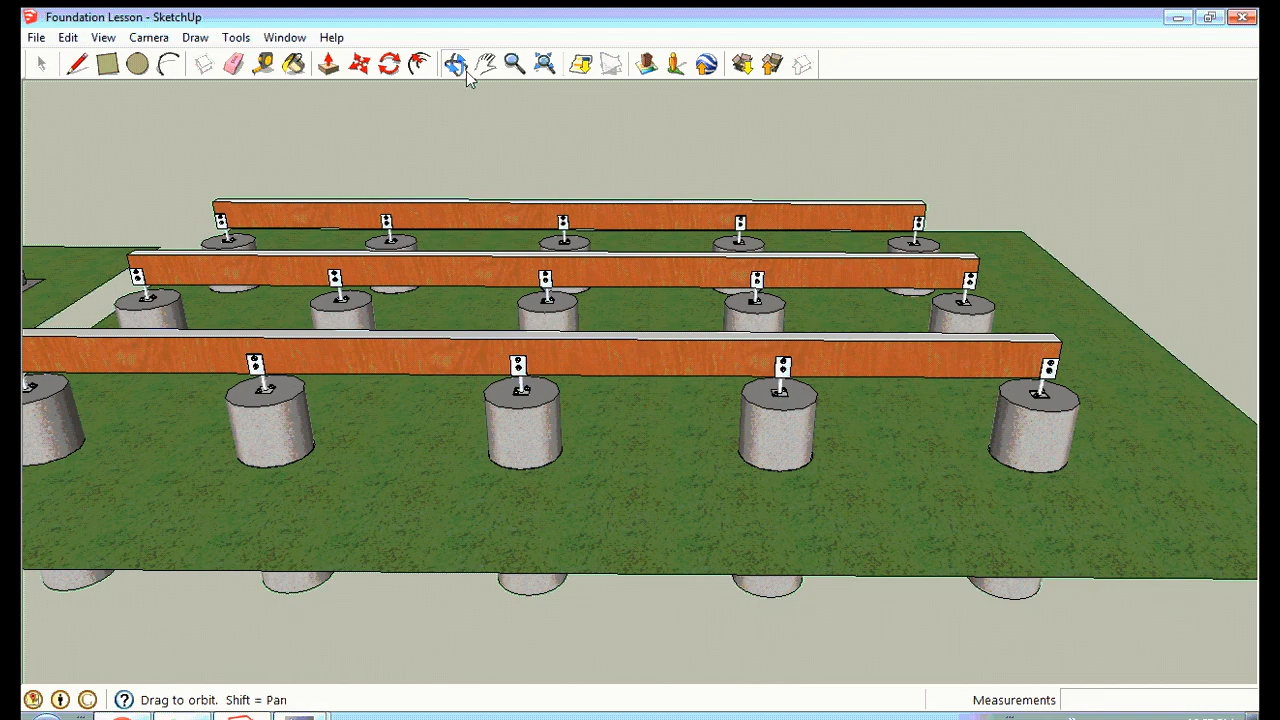 Foundation Lesson - SketchUp
File Edit View Camera Draw Tools Window Help
Drag to orbit. Shift = Pan
Measurements